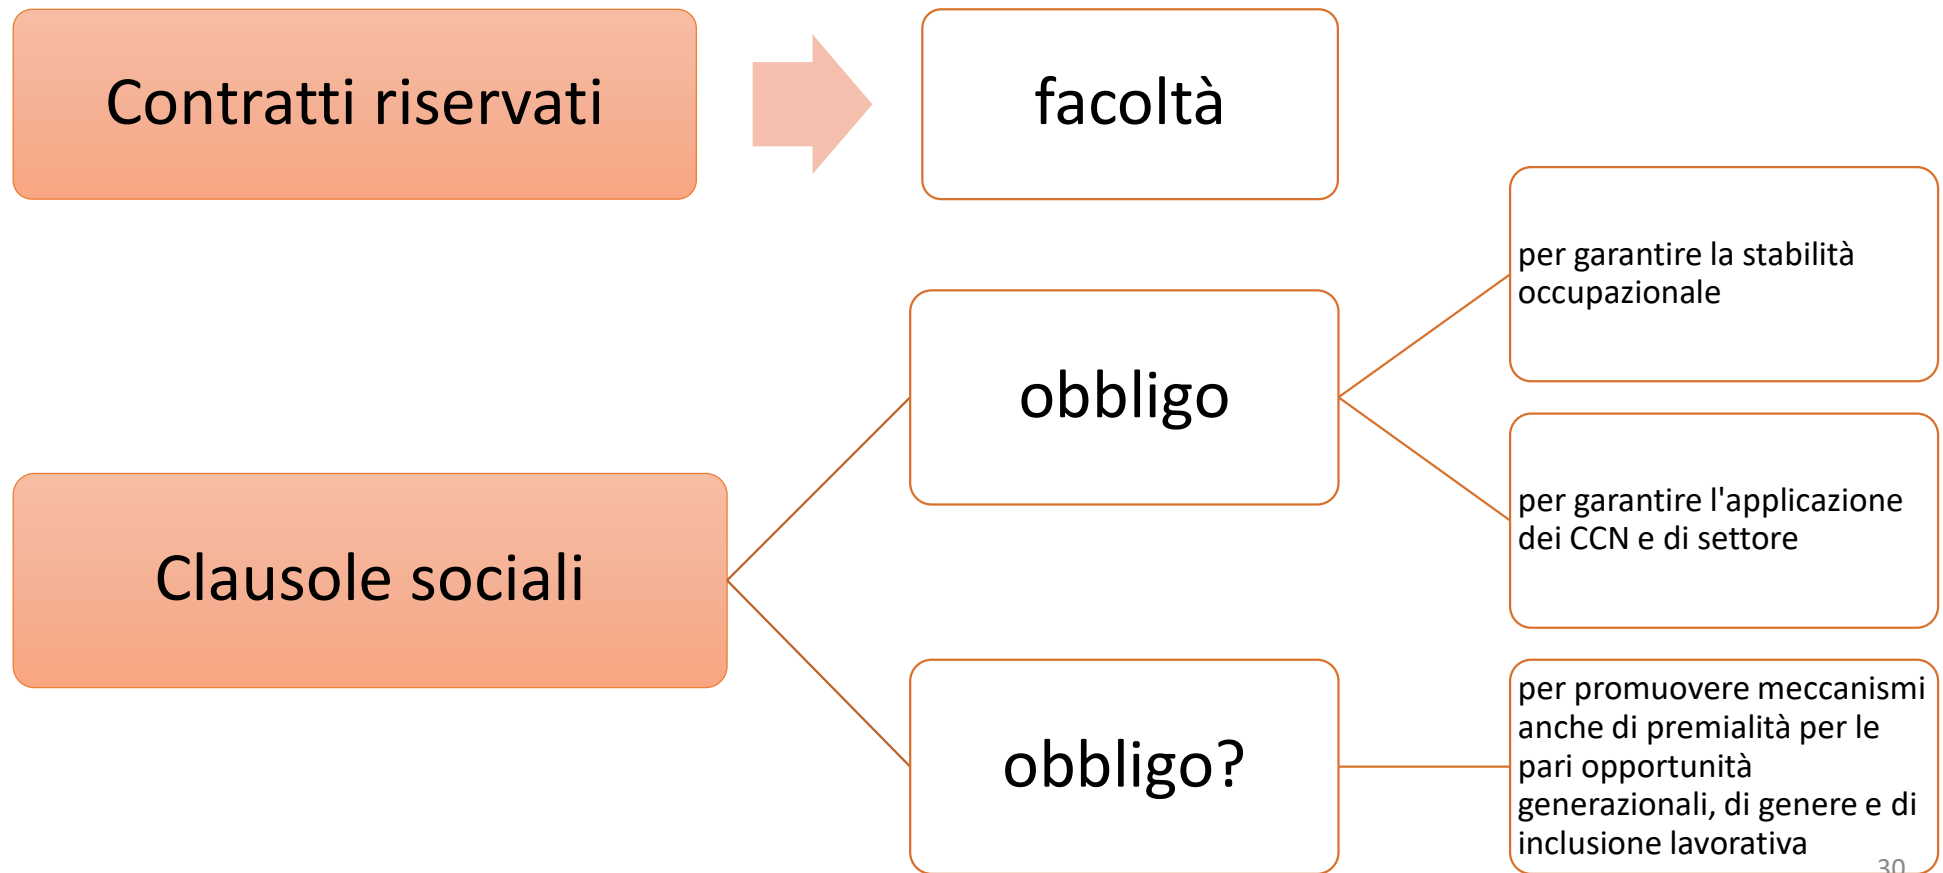 Contratti riservati
facoltà
Clausole sociali
obbligo
per garantire la stabilità
occupazionale
per garantire l'applicazione
dei CCN e di settore
obbligo?
per promuovere meccanismi
anche di premialità per le
pari opportunità
generazionali, di genere e di
inclusione lavorativa
30